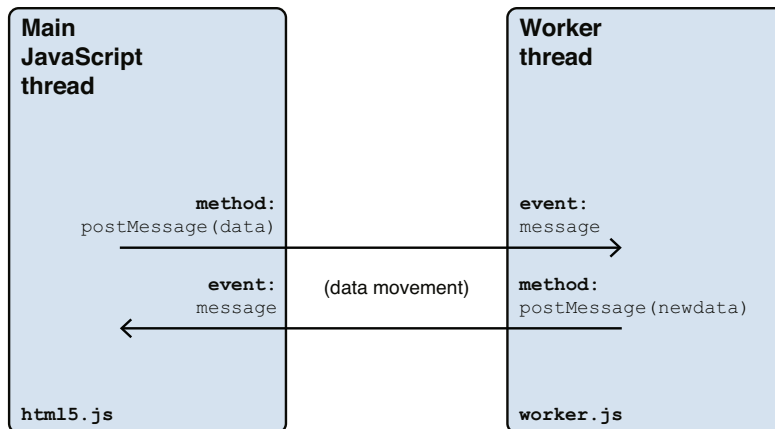 Main
JavaScript
thread
Worker
thread
method:
postMessage(data)
event:
message
event:
message
(data movement)
method:
postMessage(newdata)
html5.js
worker.js